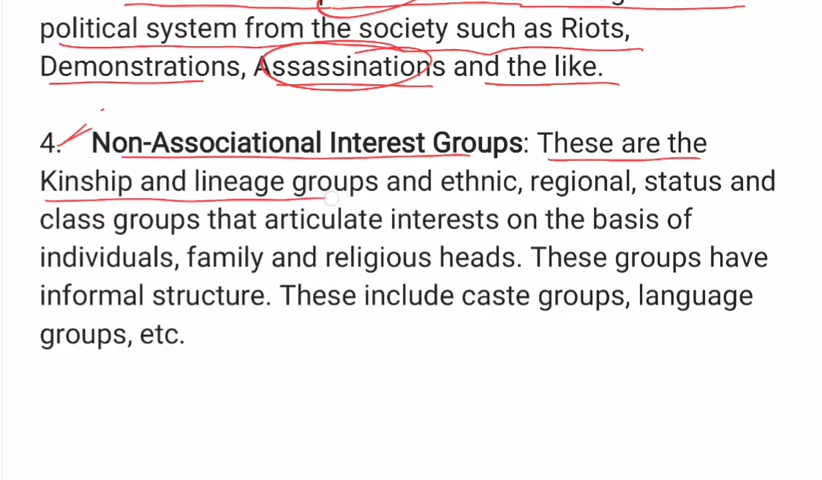 political system from the society such as Riots,
Demonstrations, Assassinations and the like.
4. Non-Associational Interest Groups: These are the
Kinship and lineage groups and ethnic, regional, status and
class groups that articulate interests on the basis of
individuals, family and religious heads. These groups have
informal structure. These include caste groups, language
groups, etc.